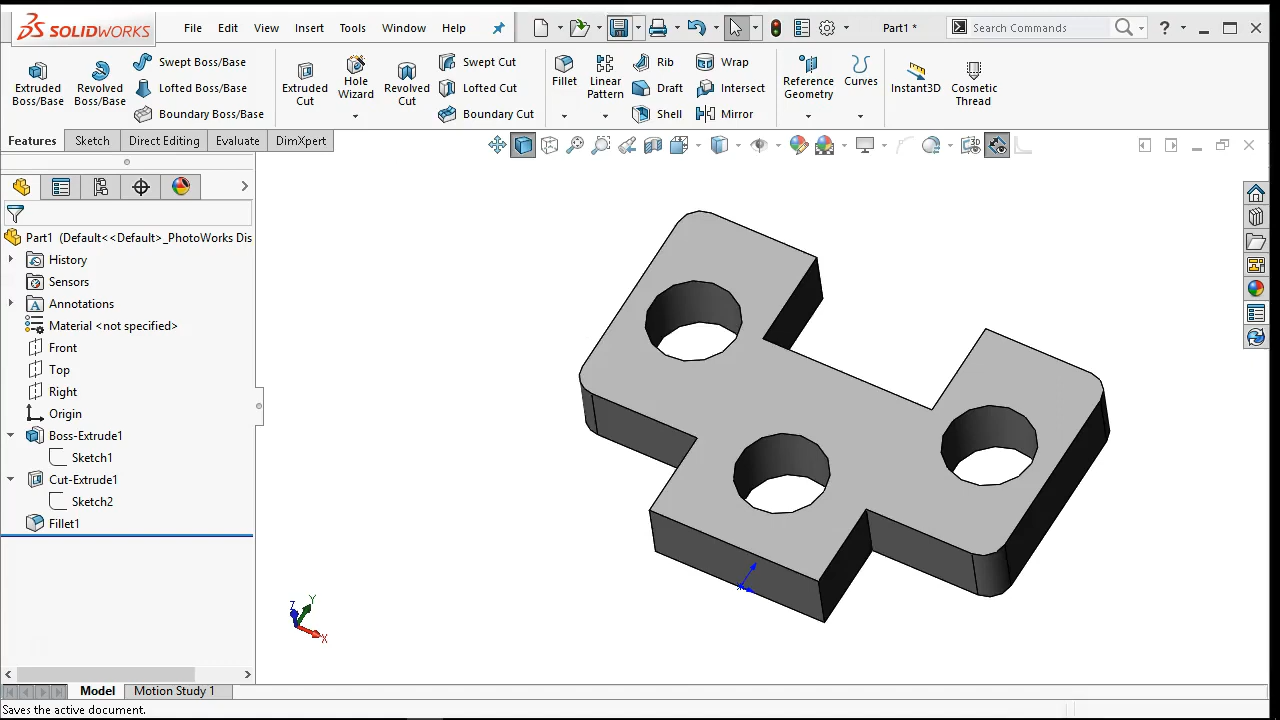 SOLIDWORKS
File Edit View Insert Tools Window Help
Part1 *
Search Commands
?
Extruded Boss/Base
Revolved Boss/Base
Swept Boss/Base
Lofted Boss/Base
Boundary Boss/Base
Extruded Cut
Hole Wizard
Revolved Cut
Swept Cut
Lofted Cut
Boundary Cut
Fillet
Linear Pattern
Rib
Draft
Shell
Wrap
Intersect
Mirror
Reference Geometry
Curves
Instant3D
Cosmetic Thread
Features Sketch Direct Editing Evaluate DimXpert
Part1 (Default<<Default>_PhotoWorks Dis
History
Sensors
Annotations
Material <not specified>
Front
Top
Right
Origin
Boss-Extrude1
Sketch1
Cut-Extrude1
Sketch2
Fillet1
Z Y X
Model Motion Study 1
Saves the active document.